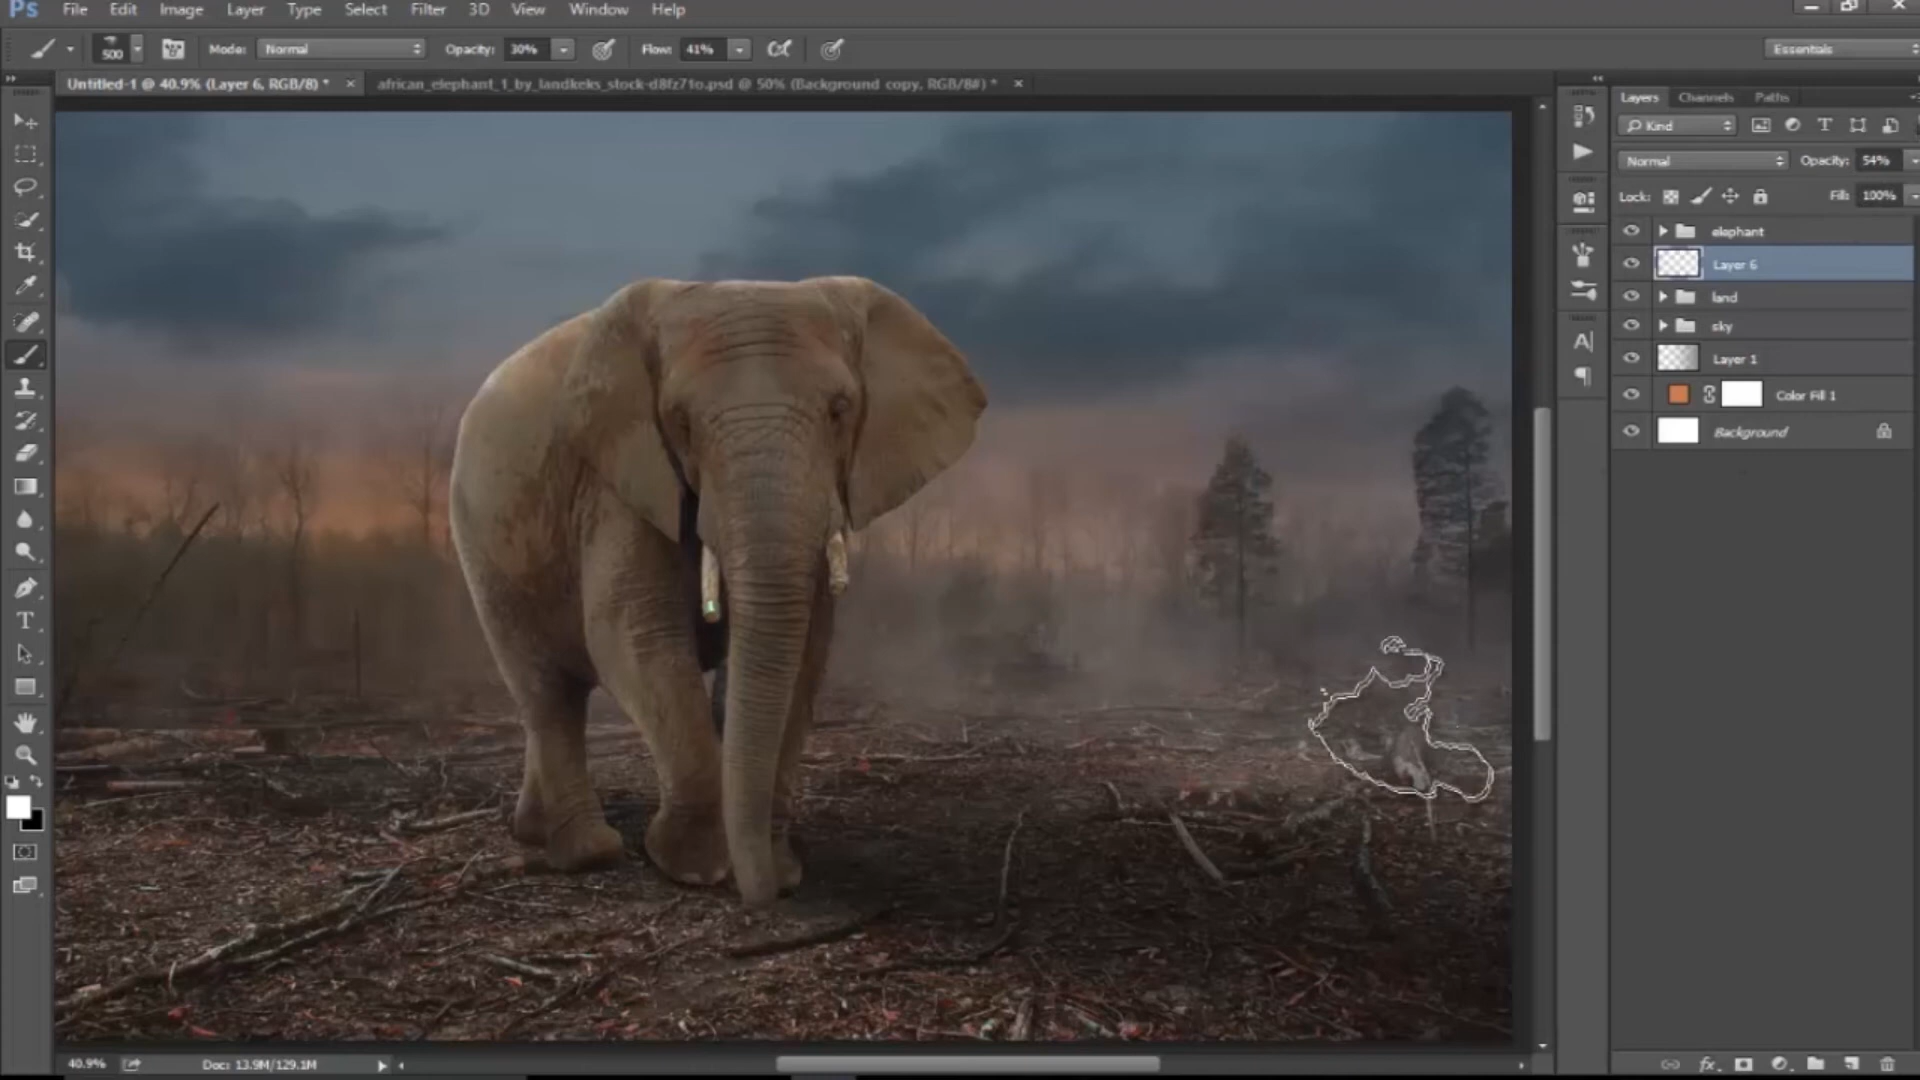 Ps File Edit Image Layer Type Select Filter 3D View Window Help
500 Mode: Normal Opacity: 30% Flow: 41% Essentials
Untitled-1 @ 40.9% (Layer 6, RGB/8) * × african_elephant_1_by_landkeks_stock-d8fz71o.psd @ 50% (Background copy, RGB/8#) * ×
Layers Channels Paths
Kind
Normal Opacity: 54%
Lock: Fill: 100%
elephant
Layer 6
land
sky
Layer 1
Color Fill 1
Background
40.9% Doc: 13.9M/129.1M